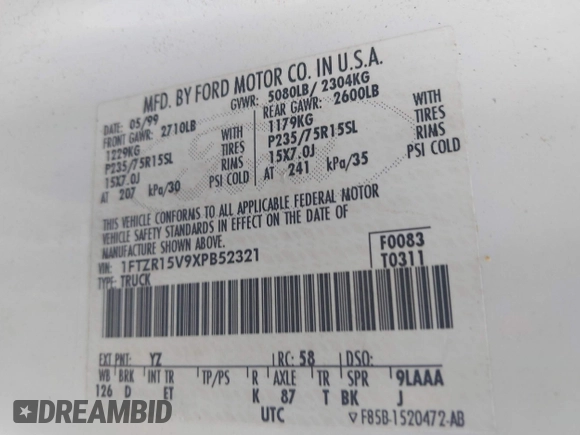 MFD. BY FORD MOTOR CO. IN U.S.A.
DATE: 05/99 GVWR: 5080LB/ 2304KG
FRONT GAWR: 2710LB REAR GAWR: 2600LB
1229KG WITH 1179KG WITH
P235/75R15SL TIRES P235/75R15SL TIRES
15X7.0J RIMS 15X7.0J RIMS
AT 207 kPa/30 PSI COLD AT 241 kPa/35 PSI COLD
THIS VEHICLE CONFORMS TO ALL APPLICABLE FEDERAL MOTOR
VEHICLE SAFETY STANDARDS IN EFFECT ON THE DATE OF
MANUFACTURE SHOWN ABOVE.
VIN: 1FTZR15V9XPB52321 F0083
TYPE: TRUCK T0311
EXT PNT: YZ RC: 58 DSO:
WB BRK INT TR TP/PS R AXLE TR SPR 9LAAA
126 D ET K 87 T BK J
UTC F85B-1520472-AB
DREAMBID